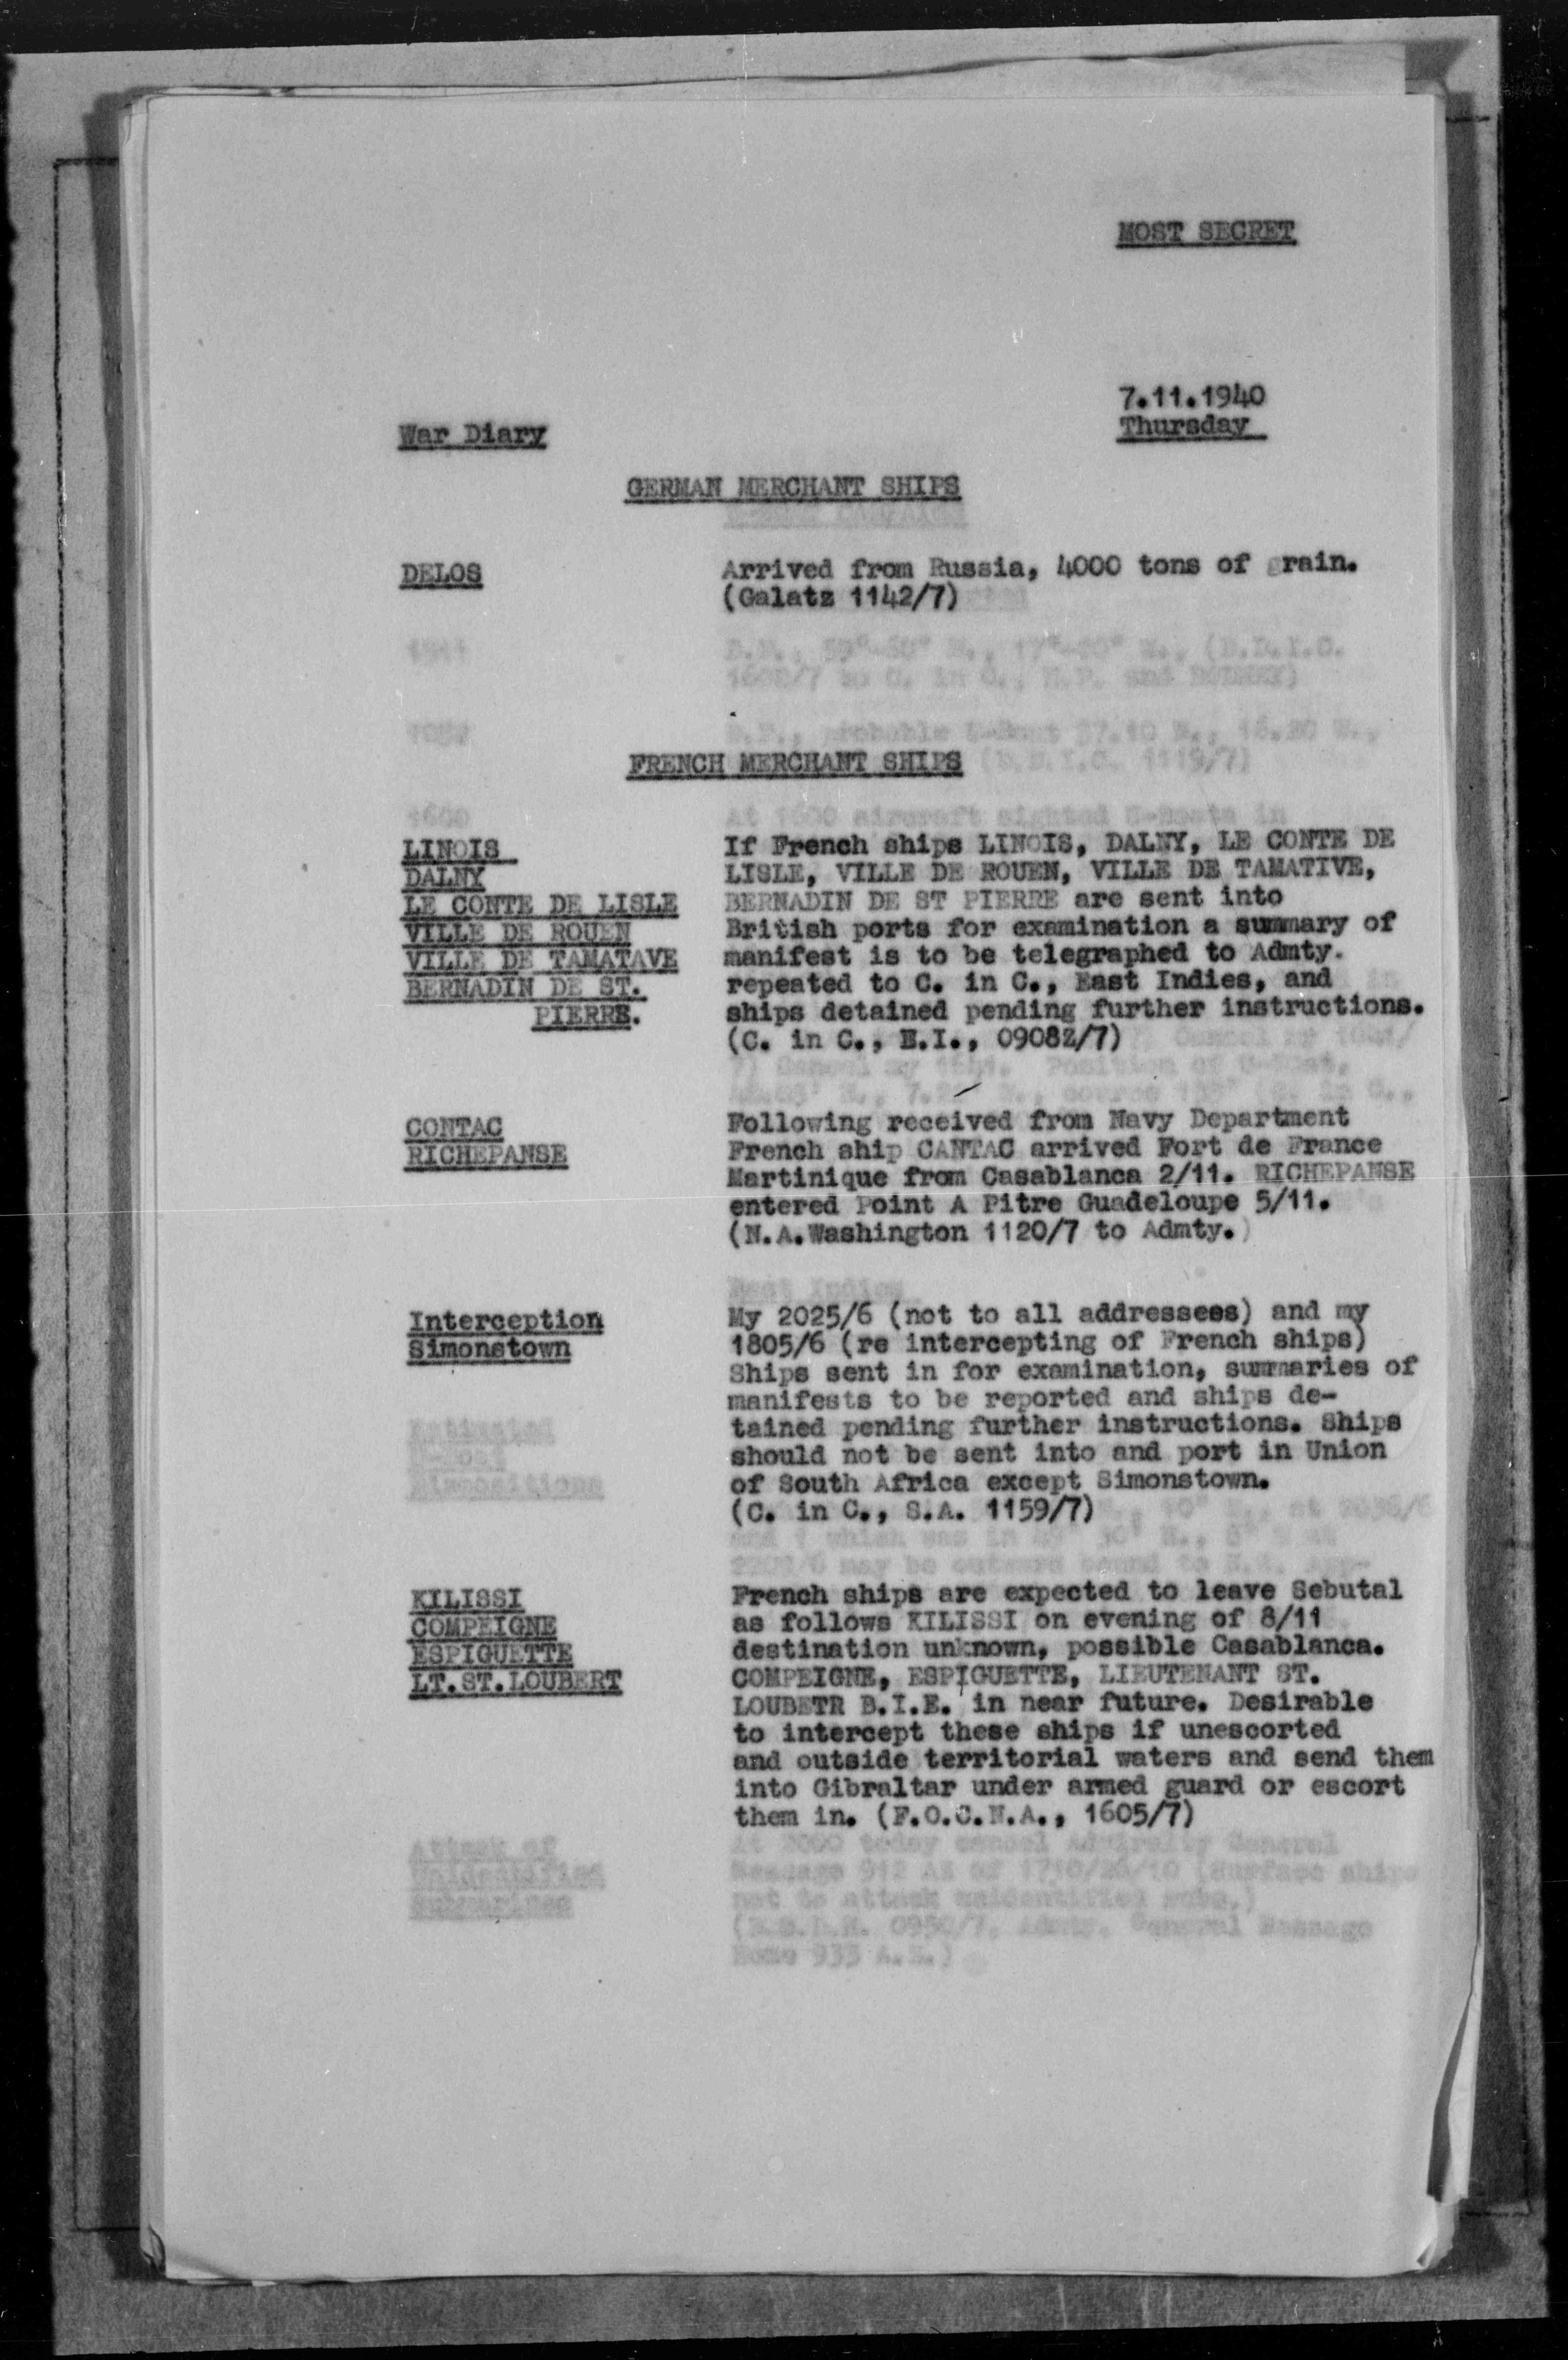 MOST SECRET
7.11.1940
Thursday
War Diary
GERMAN MERCHANT SHIPS
DELOS
Arrived from Russia, 4000 tons of grain.
(Galatz 1142/7)
FRENCH MERCHANT SHIPS
LINOIS
DALNY
LE CONTE DE LISLE
VILLE DE ROUEN
VILLE DE TAMATAVE
BERNADIN DE ST.
PIERRE.
If French ships LINOIS, DALNY, LE CONTE DE
LISLE, VILLE DE ROUEN, VILLE DE TAMATIVE,
BERNADIN DE ST PIERRE are sent into
British ports for examination a summary of
manifest is to be telegraphed to Admty.
repeated to C. in C., East Indies, and
ships detained pending further instructions.
(C. in C., E.I., 0908Z/7)
CONTAC
RICHEPANSE
Following received from Navy Department
French ship CANTAC arrived Fort de France
Martinique from Casablanca 2/11. RICHEPANSE
entered Point A Pitre Guadeloupe 5/11.
(N.A.Washington 1120/7 to Admty.)
Interception
Simonstown
My 2025/6 (not to all addressees) and my
1805/6 (re intercepting of French ships)
Ships sent in for examination, summaries of
manifests to be reported and ships de-
tained pending further instructions. Ships
should not be sent into and port in Union
of South Africa except Simonstown.
(C. in C., S.A. 1159/7)
KILISSI
COMPEIGNE
ESPIGUETTE
LT.ST.LOUBERT
French ships are expected to leave Sebutal
as follows KILISSI on evening of 8/11
destination unknown, possible Casablanca.
COMPEIGNE, ESPIGUETTE, LIEUTENANT ST.
LOUBETR B.I.E. in near future. Desirable
to intercept these ships if unescorted
and outside territorial waters and send them
into Gibraltar under armed guard or escort
them in. (F.O.C.N.A., 1605/7)